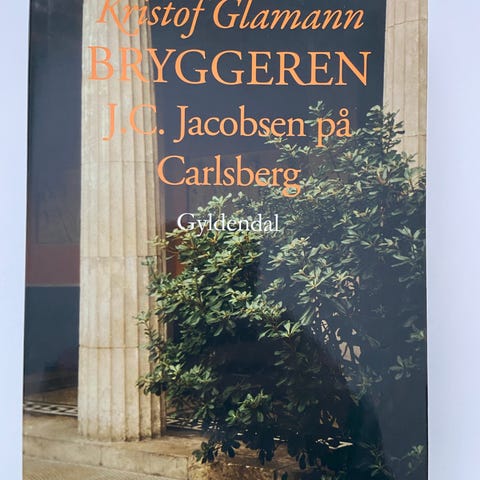 Kristof Glamann
BRYGGEREN
J.C. Jacobsen på
Carlsberg
Gyldendal